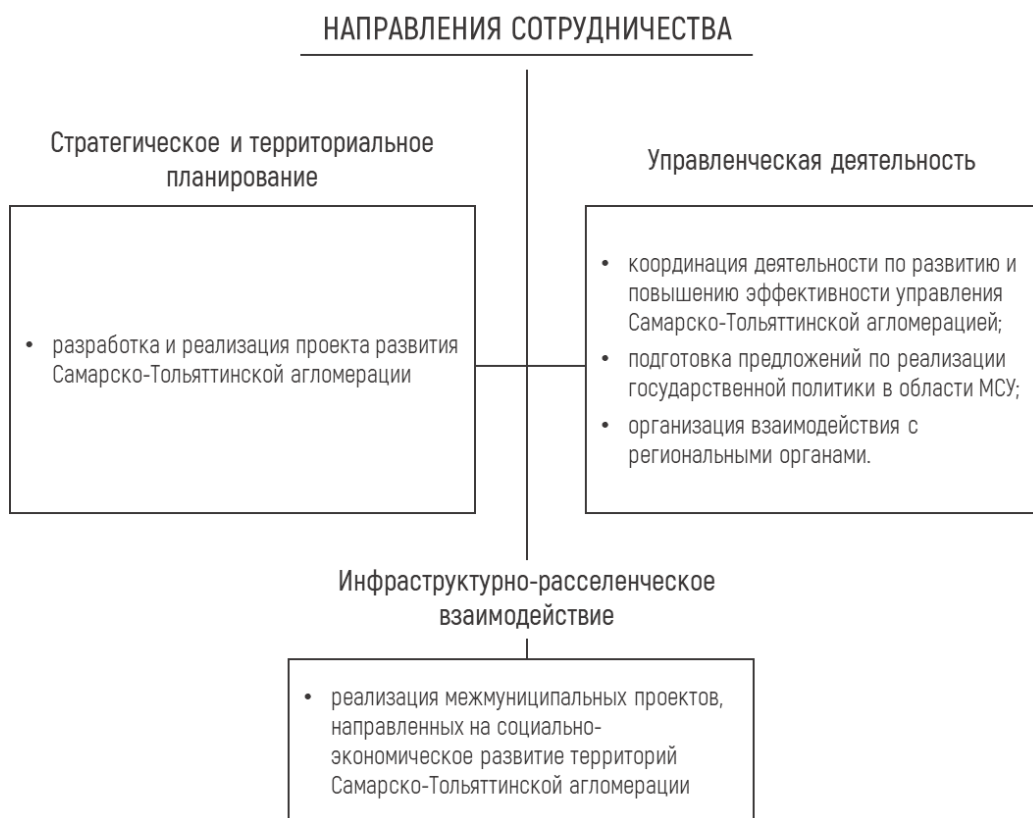 НАПРАВЛЕНИЯ СОТРУДНИЧЕСТВА
Стратегическое и территориальное
планирование
• разработка и реализация проекта развития
Самарско-Тольяттинской агломерации
Управленческая деятельность
• координация деятельности по развитию и
повышению эффективности управления
Самарско-Тольяттинской агломерацией;
• подготовка предложений по реализации
государственной политики в области МСУ;
• организация взаимодействия с
региональными органами.
Инфраструктурно-расселенческое
взаимодействие
• реализация межмуниципальных проектов,
направленных на социально-
экономическое развитие территорий
Самарско-Тольяттинской агломерации